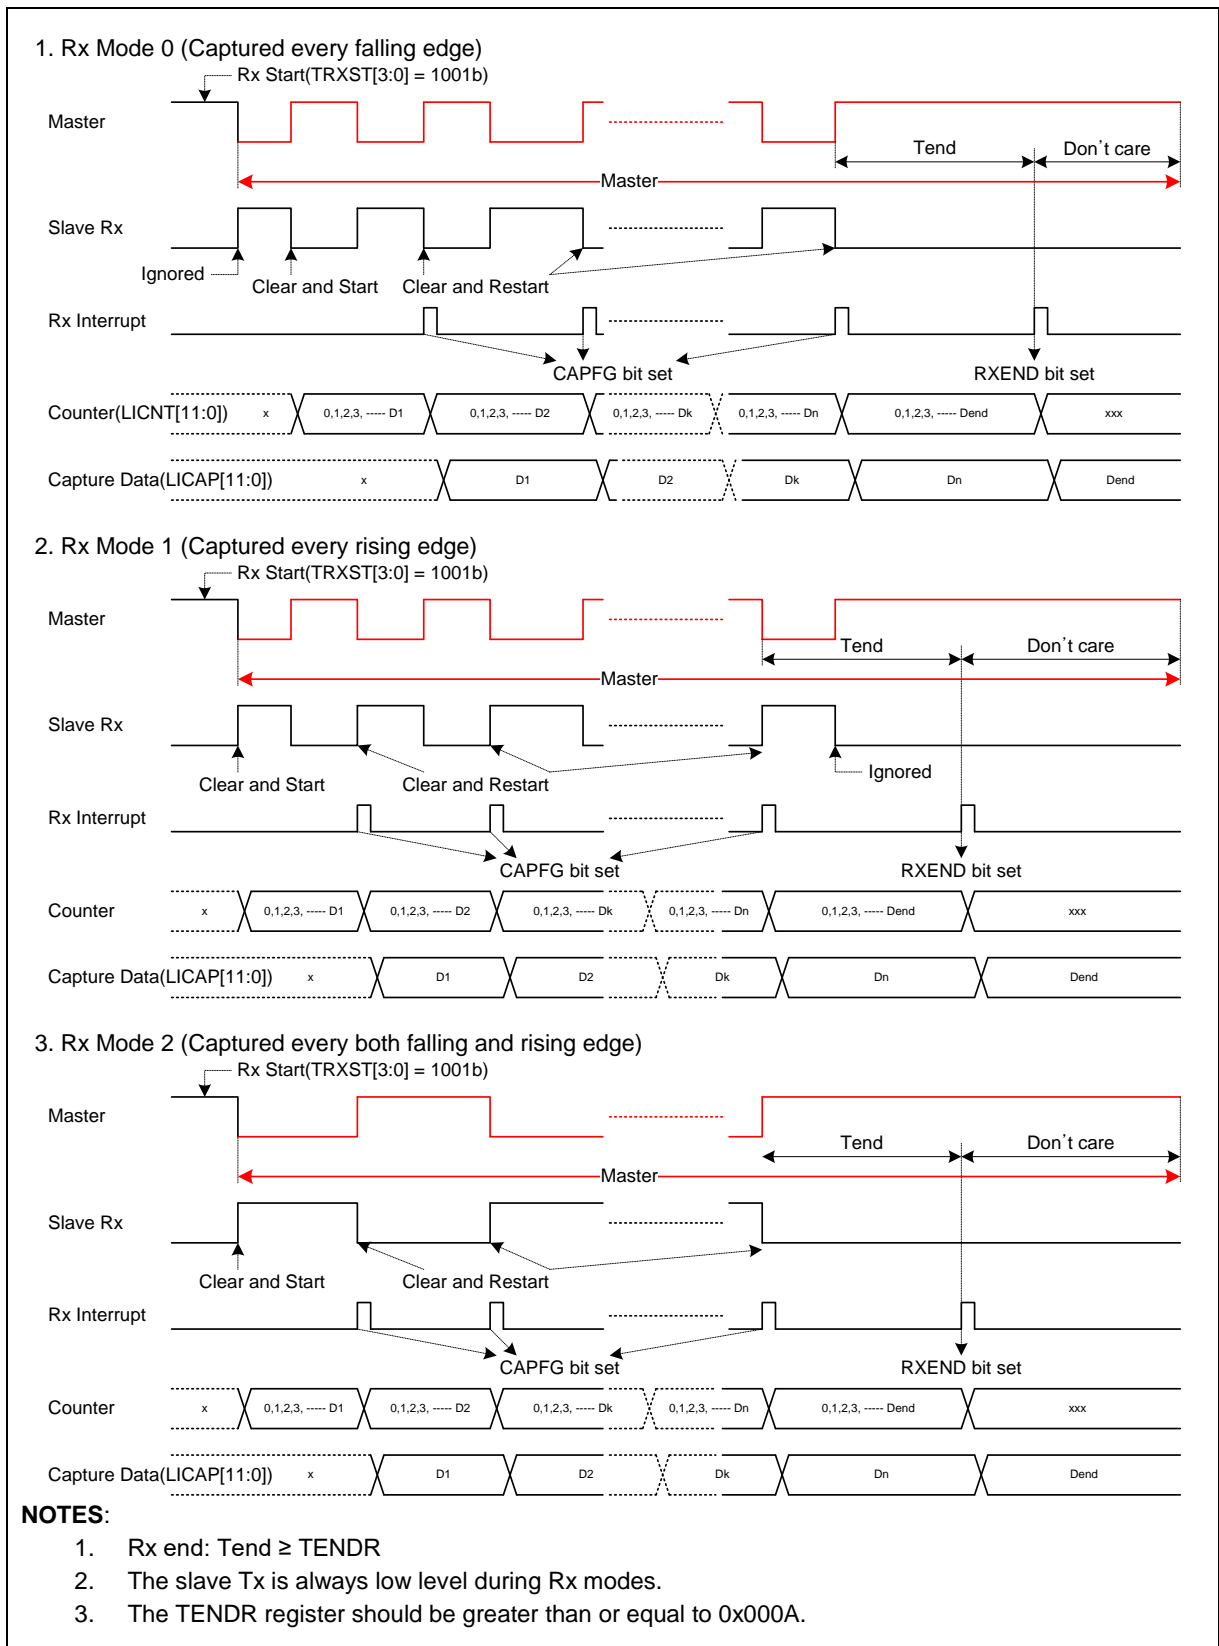 1. Rx Mode 0 (Captured every falling edge)
Rx Start(TRXST[3:0] = 1001b)
Master
Tend
Don't care
Master
Slave Rx
Ignored
Clear and Start
Clear and Restart
Rx Interrupt
CAPFG bit set
RXEND bit set
Counter(LICNT[11:0])
x
0,1,2,3, ----- D1
0,1,2,3, ----- D2
0,1,2,3, ----- Dk
0,1,2,3, ----- Dn
0,1,2,3, ----- Dend
xxx
Capture Data(LICAP[11:0])
x
D1
D2
Dk
Dn
Dend
2. Rx Mode 1 (Captured every rising edge)
Rx Start(TRXST[3:0] = 1001b)
Master
Tend
Don't care
Master
Slave Rx
Clear and Start
Clear and Restart
Ignored
Rx Interrupt
CAPFG bit set
RXEND bit set
Counter
x
0,1,2,3, ----- D1
0,1,2,3, ----- D2
0,1,2,3, ----- Dk
0,1,2,3, ----- Dn
0,1,2,3, ----- Dend
xxx
Capture Data(LICAP[11:0])
x
D1
D2
Dk
Dn
Dend
3. Rx Mode 2 (Captured every both falling and rising edge)
Rx Start(TRXST[3:0] = 1001b)
Master
Tend
Don't care
Master
Slave Rx
Clear and Start
Clear and Restart
Rx Interrupt
CAPFG bit set
RXEND bit set
Counter
x
0,1,2,3, ----- D1
0,1,2,3, ----- D2
0,1,2,3, ----- Dk
0,1,2,3, ----- Dn
0,1,2,3, ----- Dend
xxx
Capture Data(LICAP[11:0])
x
D1
D2
Dk
Dn
Dend
NOTES:
1. Rx end: Tend ≥ TENDR
2. The slave Tx is always low level during Rx modes.
3. The TENDR register should be greater than or equal to 0x000A.